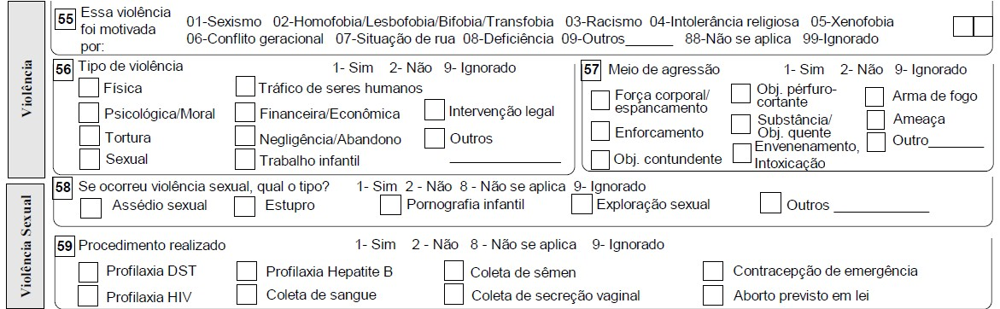 Violência
55 Essa violência foi motivada por:
01-Sexismo 02-Homofobia/Lesbofobia/Bifobia/Transfobia 03-Racismo 04-Intolerância religiosa 05-Xenofobia
06-Conflito geracional 07-Situação de rua 08-Deficiência 09-Outros______ 88-Não se aplica 99-Ignorado
56 Tipo de violência 1- Sim 2- Não 9- Ignorado
Física
Psicológica/Moral
Tortura
Sexual
Tráfico de seres humanos
Financeira/Econômica
Negligência/Abandono
Trabalho infantil
Intervenção legal
Outros
______________
57 Meio de agressão 1- Sim 2- Não 9- Ignorado
Força corporal/
espancamento
Enforcamento
Obj. contundente
Obj. pérfuro-
cortante
Substância/
Obj. quente
Envenenamento,
Intoxicação
Arma de fogo
Ameaça
Outro_______
Violência Sexual
58 Se ocorreu violência sexual, qual o tipo? 1- Sim 2 - Não 8 - Não se aplica 9- Ignorado
Assédio sexual Estupro Pornografia infantil Exploração sexual Outros ____________
59 Procedimento realizado 1- Sim 2 - Não 8 - Não se aplica 9- Ignorado
Profilaxia DST Profilaxia Hepatite B Coleta de sêmen Contracepção de emergência
Profilaxia HIV Coleta de sangue Coleta de secreção vaginal Aborto previsto em lei